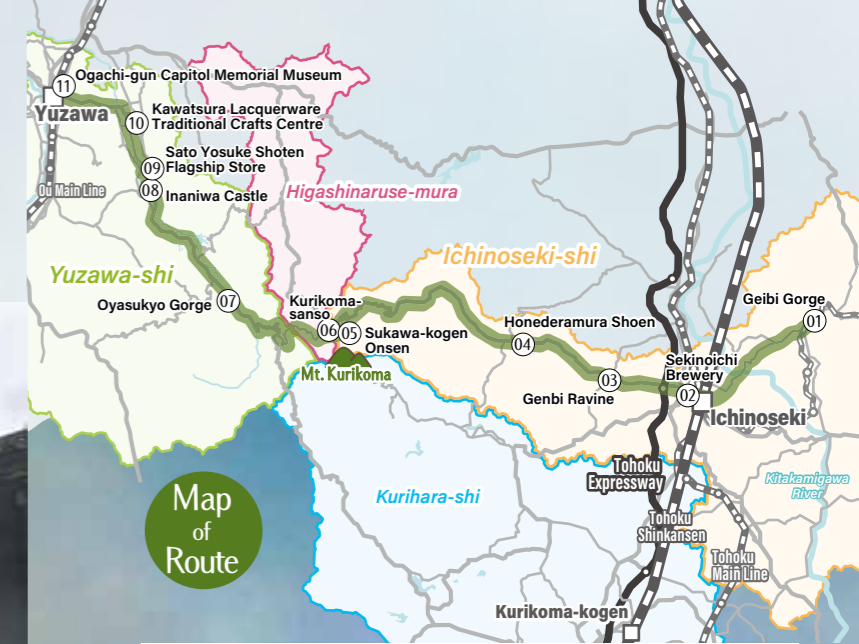 11
Ogachi-gun Capitol Memorial Museum
Yuzawa
10
Kawatsura Lacquerware
Traditional Crafts Centre
09
Sato Yosuke Shoten
Flagship Store
08
Inaniwa Castle
Ou Main Line
Higashinaruse-mura
Yuzawa-shi
Oyasukyo Gorge
07
Kurikoma-
sanso
06
05
Sukawa-kogen
Onsen
Mt. Kurikoma
Ichinoseki-shi
Honederamura Shoen
04
Geibi Gorge
01
Sekinoichi
Brewery
02
03
Genbi Ravine
Ichinoseki
Tohoku
Expressway
Kitakamigawa
River
Kurihara-shi
Tohoku
Shinkansen
Tohoku
Main Line
Kurikoma-kogen
Map
of
Route